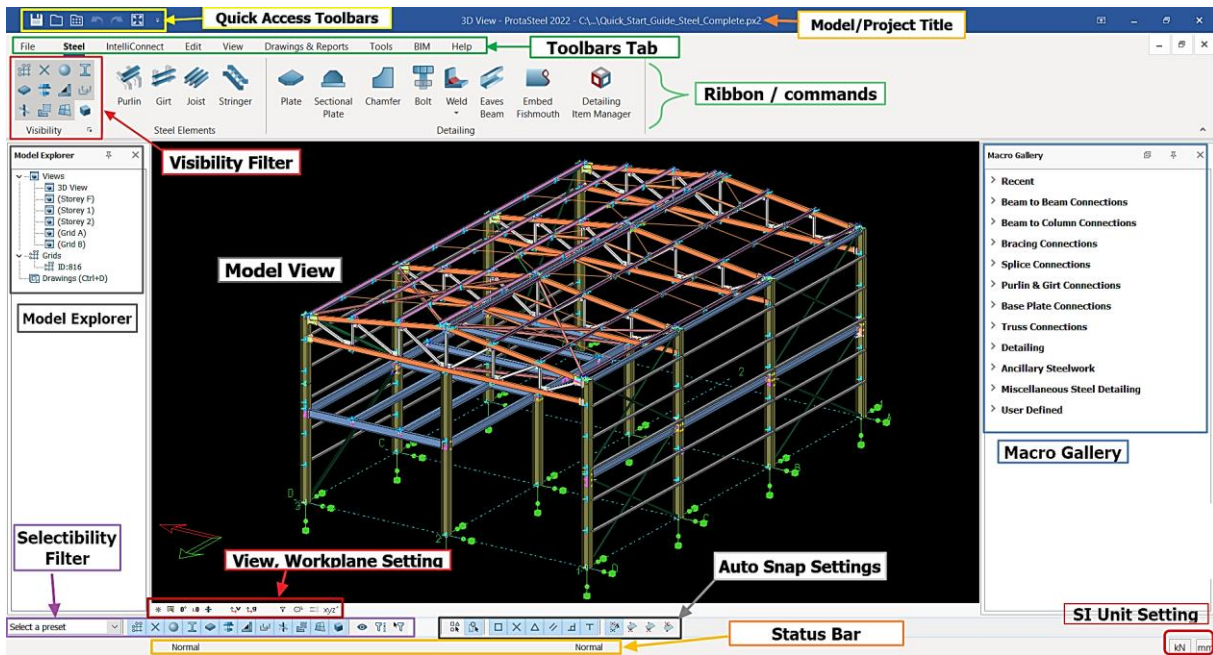 Quick Access Toolbars
3D View - ProtaSteel 2022 - C:\...\Quick_Start_Guide_Steel_Complete.px2
Model/Project Title
File Steel IntelliConnect Edit View Drawings & Reports Tools BIM Help
Toolbars Tab
Purlin Girt Joist Stringer
Plate Sectional Plate Chamfer Bolt Weld Eaves Beam Embed Fishmouth Detailing Item Manager
Ribbon / commands
Visibility Steel Elements Detailing
Model Explorer
Visibility Filter
Macro Gallery
Views
3D View
(Storey F)
(Storey 1)
(Storey 2)
(Grid A)
(Grid B)
Grids
ID:816
Drawings (Ctrl+D)
Model Explorer
Model View
Recent
Beam to Beam Connections
Beam to Column Connections
Bracing Connections
Splice Connections
Purlin & Girt Connections
Base Plate Connections
Truss Connections
Detailing
Ancillary Steelwork
Miscellaneous Steel Detailing
User Defined
Macro Gallery
2
C
B
A
D
3
C
2
1
D
Selectibility
Filter
View, Workplane Setting
Auto Snap Settings
xyz
SI Unit Setting
Select a preset
Status Bar
Normal Normal
kN mm